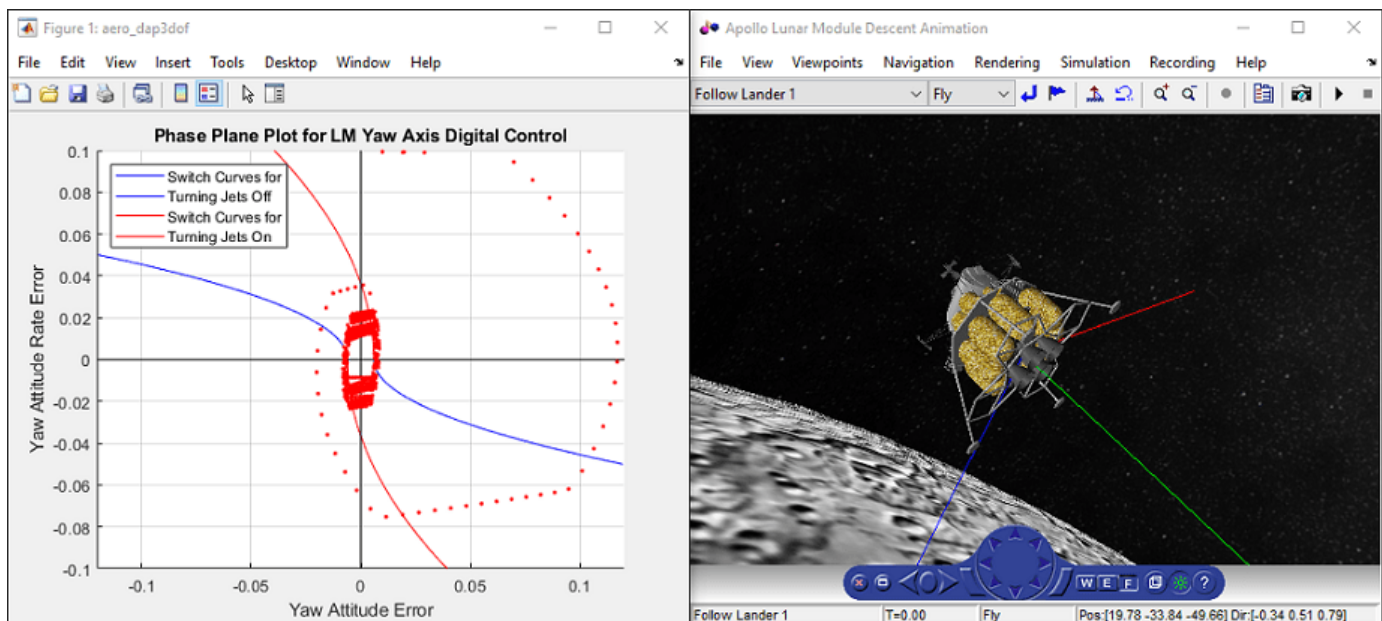 Figure 1: aero_dap3dof
File Edit View Insert Tools Desktop Window Help
Phase Plane Plot for LM Yaw Axis Digital Control
Switch Curves for
Turning Jets Off
Switch Curves for
Turning Jets On
0.1
0.08
0.06
0.04
0.02
0
-0.02
-0.04
-0.06
-0.08
-0.1
Yaw Attitude Rate Error
-0.1 -0.05 0 0.05 0.1
Yaw Attitude Error
Apollo Lunar Module Descent Animation
File View Viewpoints Navigation Rendering Simulation Recording Help
Follow Lander 1 Fly
W E F ?
Follow Lander 1 T=0.00 Fly Pos:[19.78 -33.84 -49.66] Dir:[-0.34 0.51 0.79]